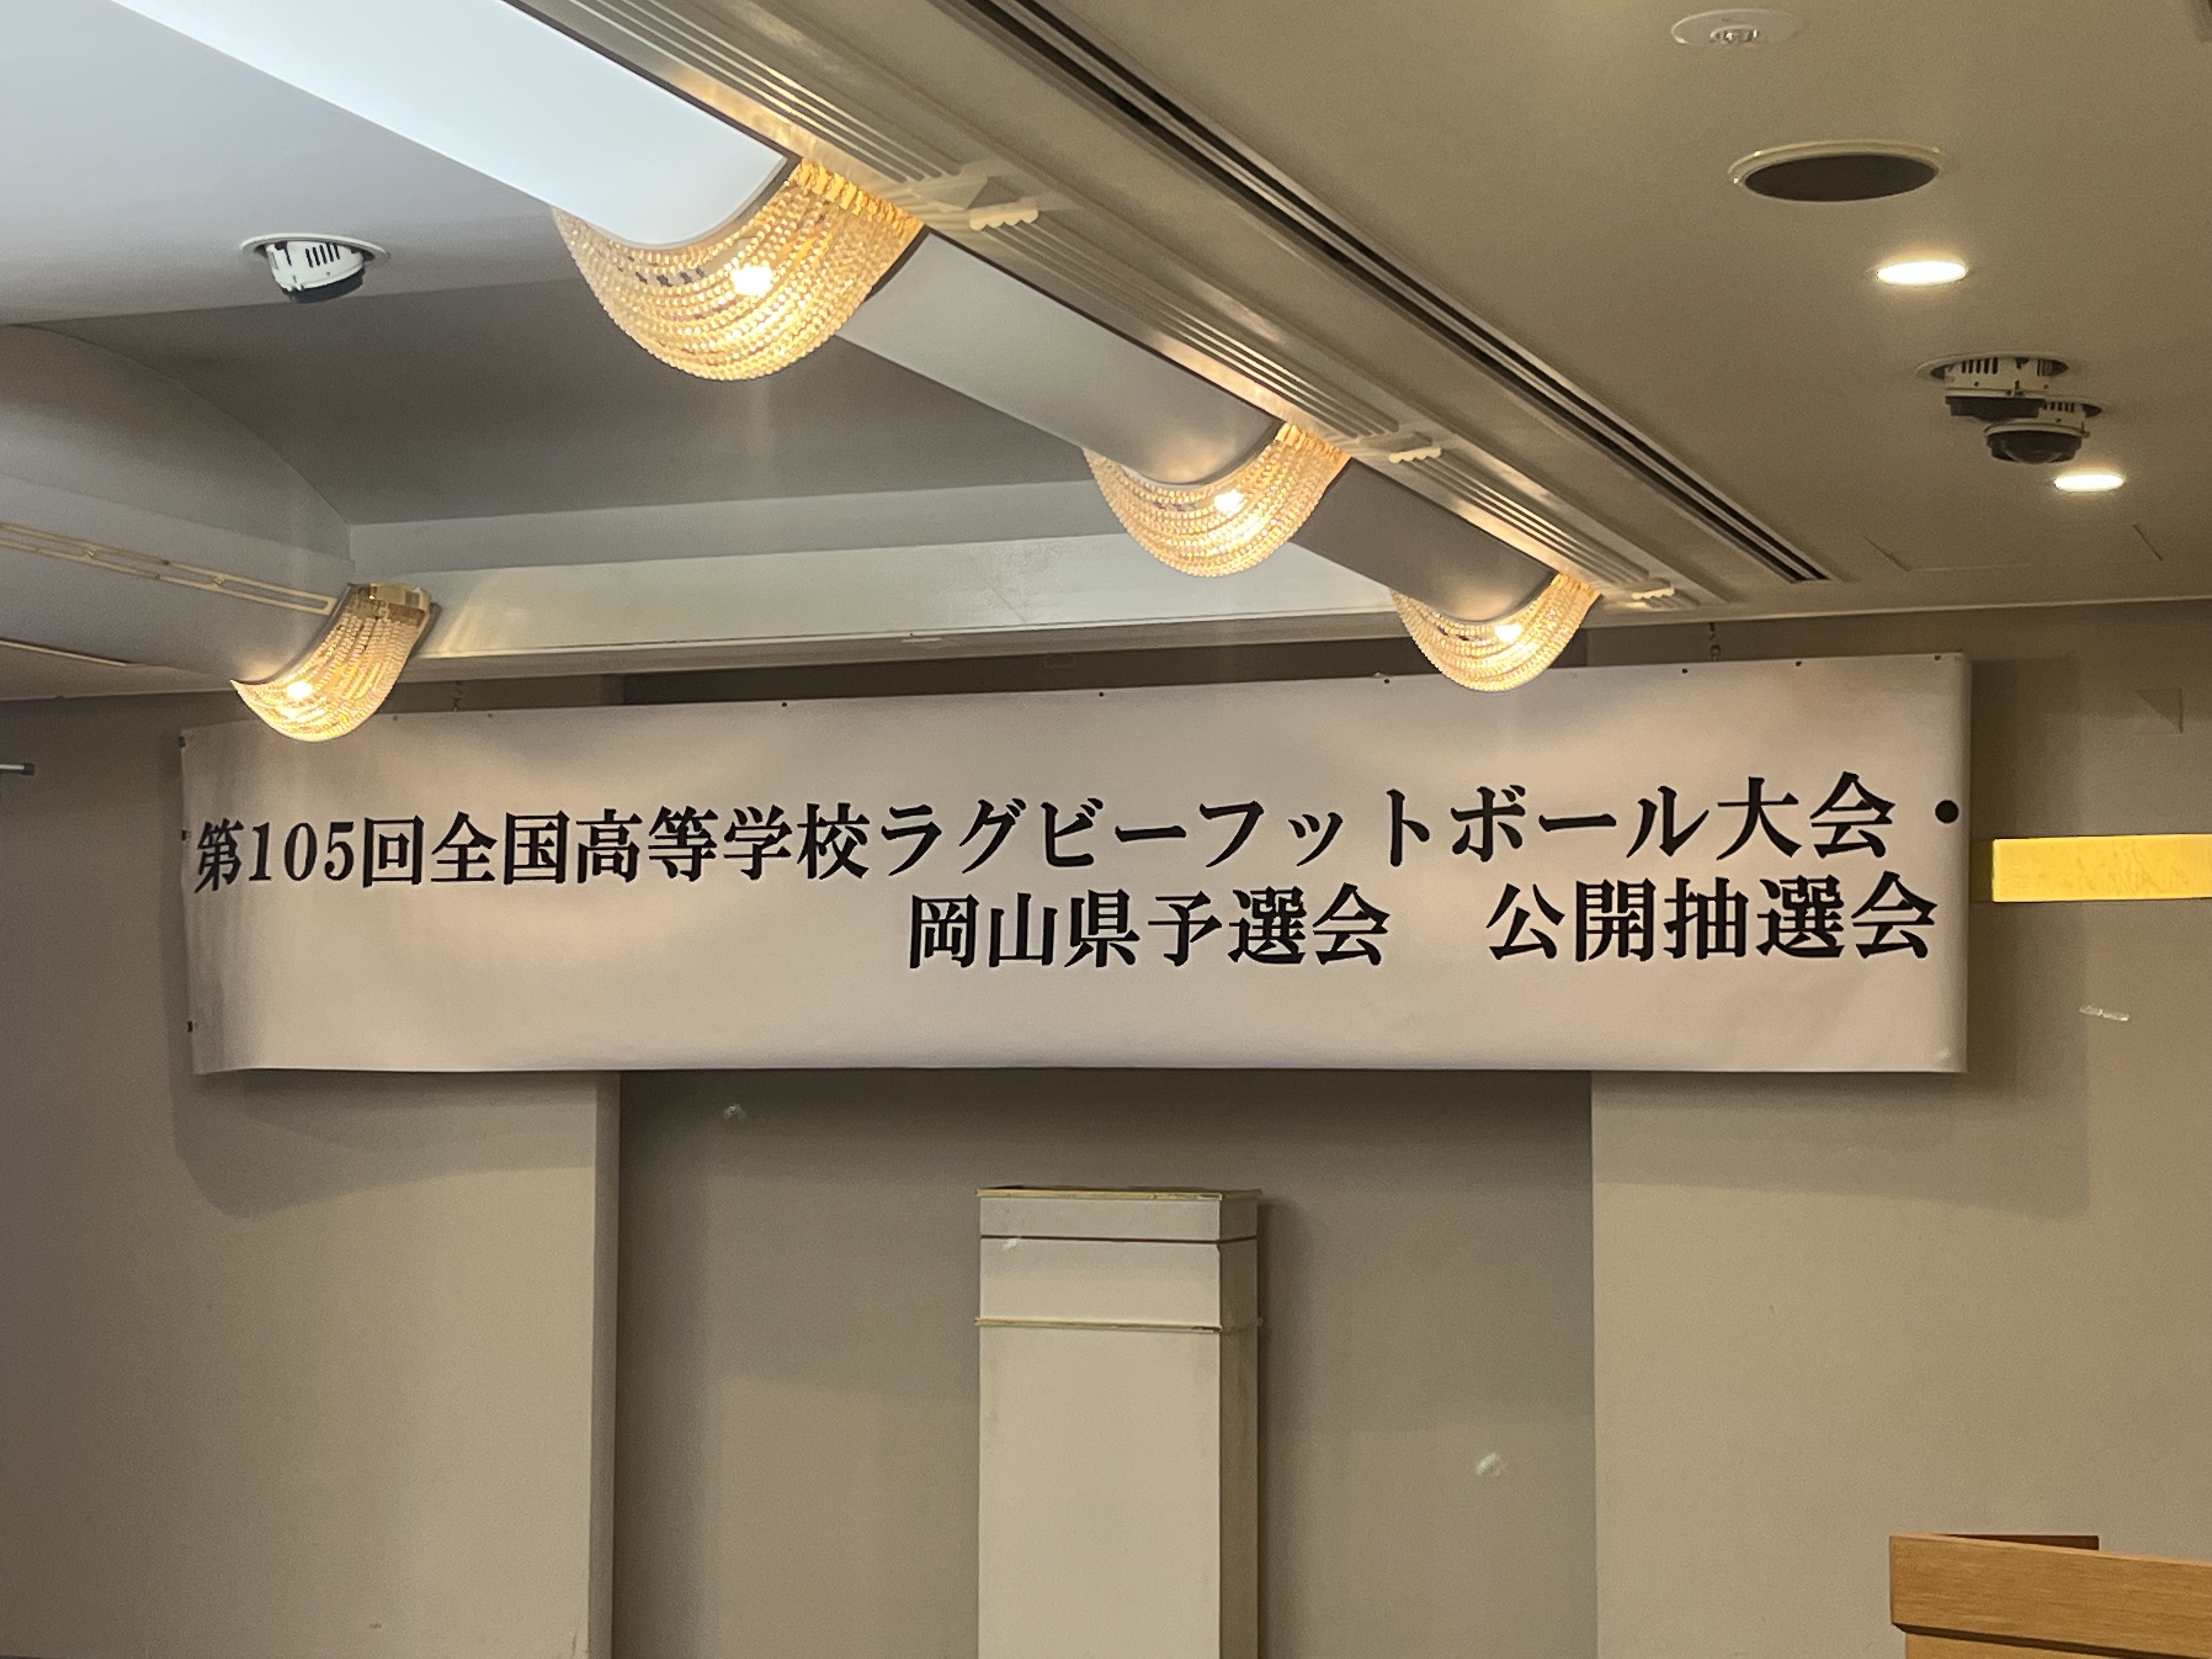 第105回全国高等学校ラグビーフットボール大会・
岡山県予選会　公開抽選会